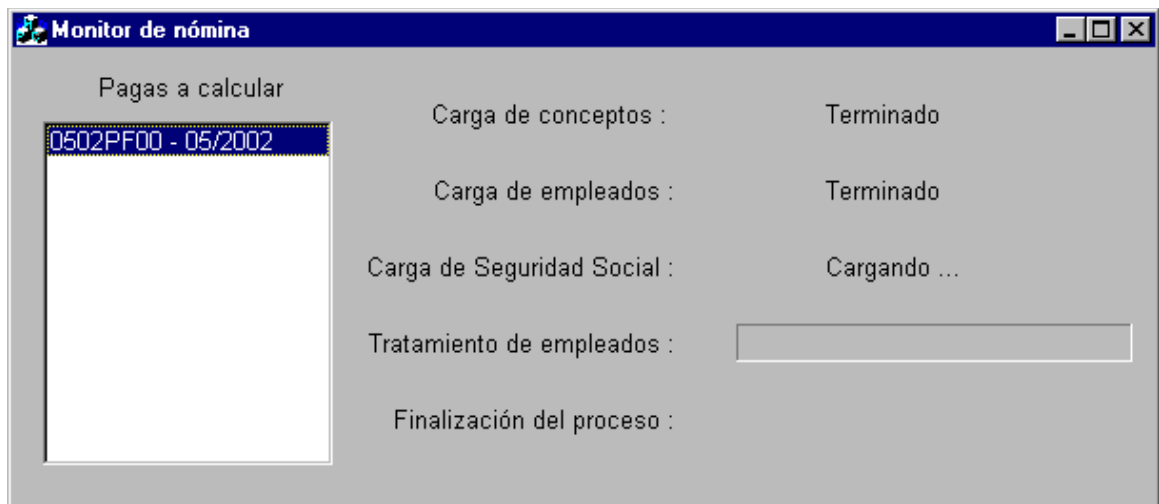 Monitor de nómina
Pagas a calcular
0502PF00 - 05/2002
Carga de conceptos : Terminado
Carga de empleados : Terminado
Carga de Seguridad Social : Cargando ...
Tratamiento de empleados :
Finalización del proceso :